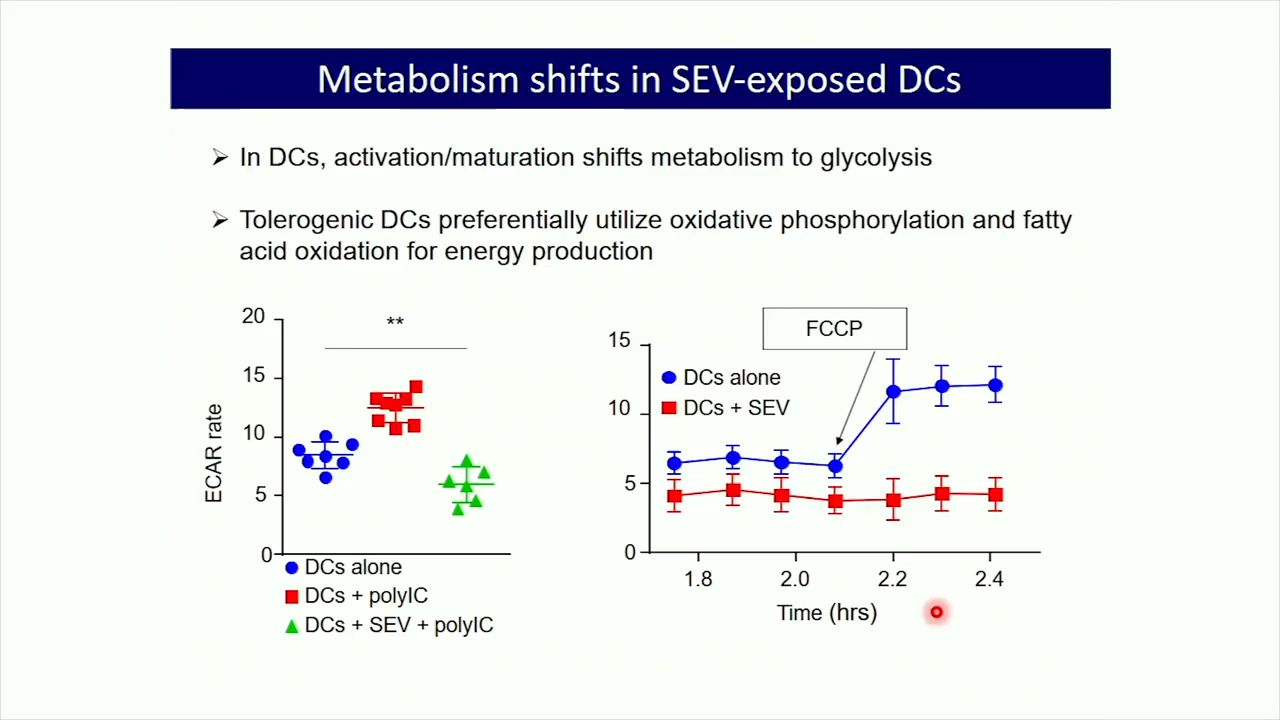 Metabolism shifts in SEV-exposed DCs
In DCs, activation/maturation shifts metabolism to glycolysis
Tolerogenic DCs preferentially utilize oxidative phosphorylation and fatty
acid oxidation for energy production
20
15
10
5
0
ECAR rate
**
DCs alone
DCs + polyIC
DCs + SEV + polyIC
FCCP
15
10
5
0
DCs alone
DCs + SEV
1.8
2.0
2.2
2.4
Time (hrs)